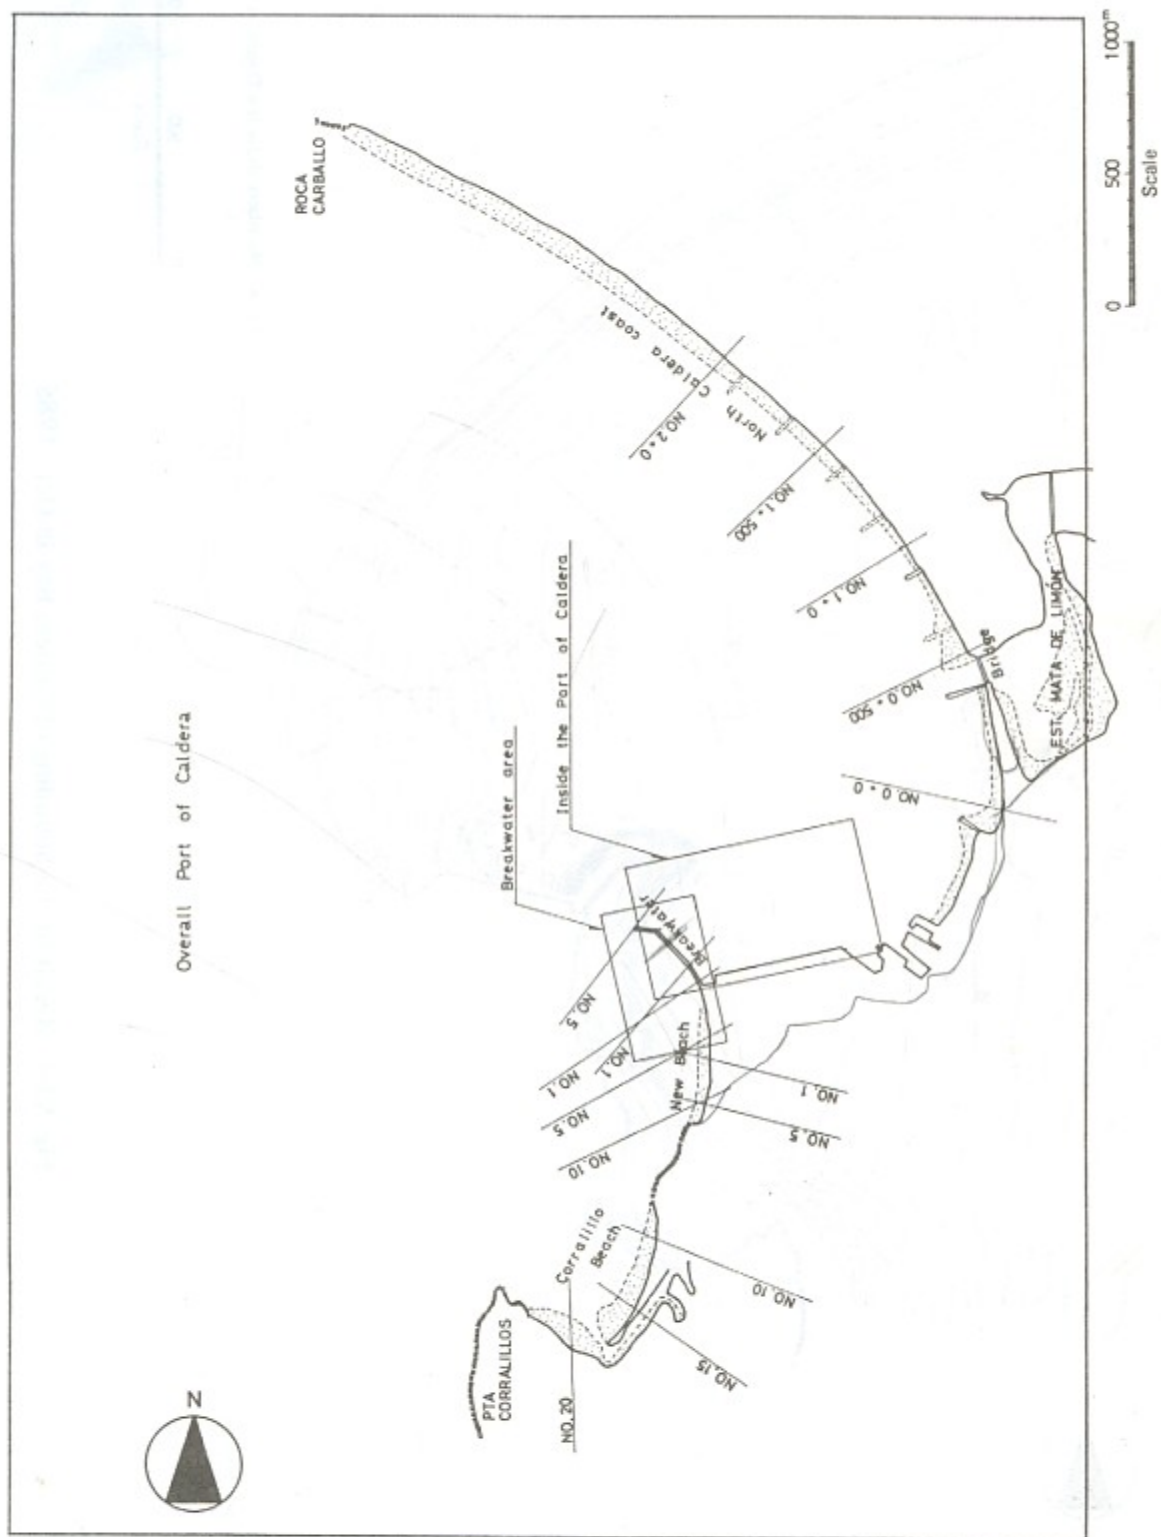 Overall Port of Caldera
N
ROCA
CARBALLO
North Caldera coast
NO.2+0
NO.1+500
NO.1+0
NO.0+500
NO.0+0
Bridge
EST. MATA DE LIMÓN
Inside the Port of Caldera
Breakwater area
Breakwater
NO.5
NO.1
NO.1
NO.5
NO.10
New Beach
NO.1
NO.5
Corralillo
Beach
NO.10
NO.15
NO.20
PTA
CORRALILLOS
0 500 1000m
Scale